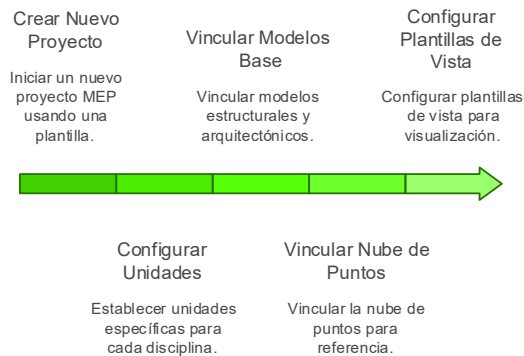 Crear Nuevo
Proyecto
Iniciar un nuevo
proyecto MEP
usando una
plantilla.
Configurar
Unidades
Establecer unidades
específicas para
cada disciplina.
Vincular Modelos
Base
Vincular modelos
estructurales y
arquitectónicos.
Vincular Nube de
Puntos
Vincular la nube de
puntos para
referencia.
Configurar
Plantillas de
Vista
Configurar plantillas
de vista para
visualización.